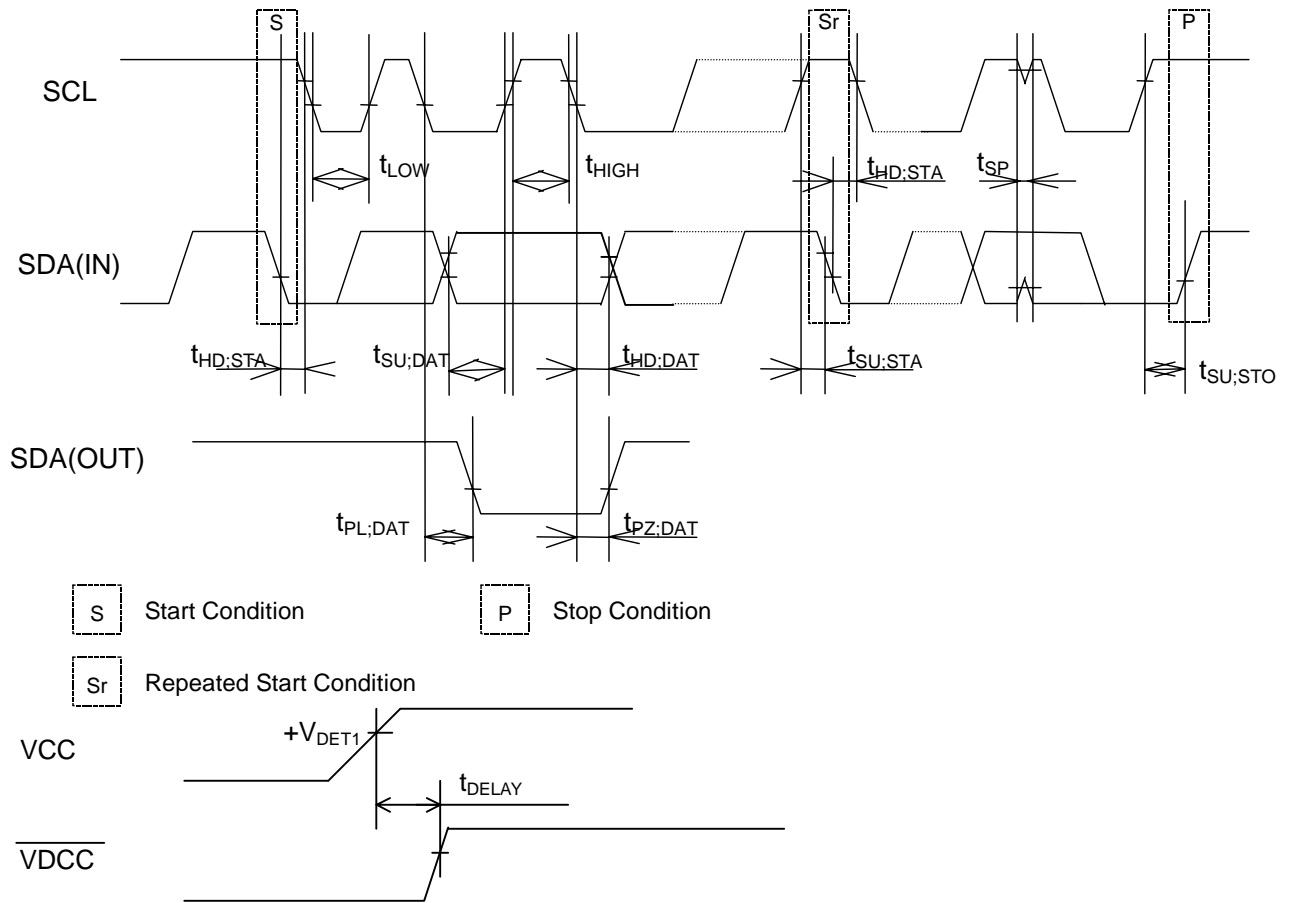 S Sr P
SCL
tLOW tHIGH tHD;STA tSP
SDA(IN)
tHD;STA tSU;DAT tHD;DAT tSU;STA tSU;STO
SDA(OUT)
tPL;DAT tPZ;DAT
S Start Condition P Stop Condition
Sr Repeated Start Condition
+VDET1
VCC
tDELAY
VDCC